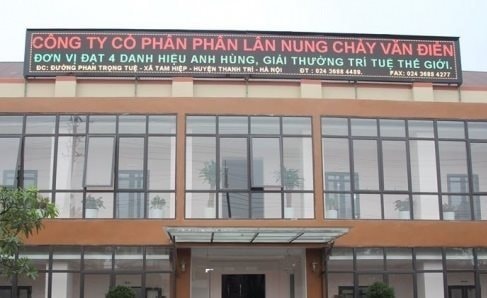 CÔNG TY CỔ PHẦN PHÂN LÂN NUNG CHẢY VĂN ĐIỂN
ĐƠN VỊ ĐẠT 4 DANH HIỆU ANH HÙNG, GIẢI THƯỞNG TRÍ TUỆ THẾ GIỚI.
ĐC: ĐƯỜNG PHAN TRỌNG TUỆ - XÃ TAM HIỆP - HUYỆN THANH TRÌ - HÀ NỘI ĐT : 024 3688 4489. FAX: 024 3688 4277